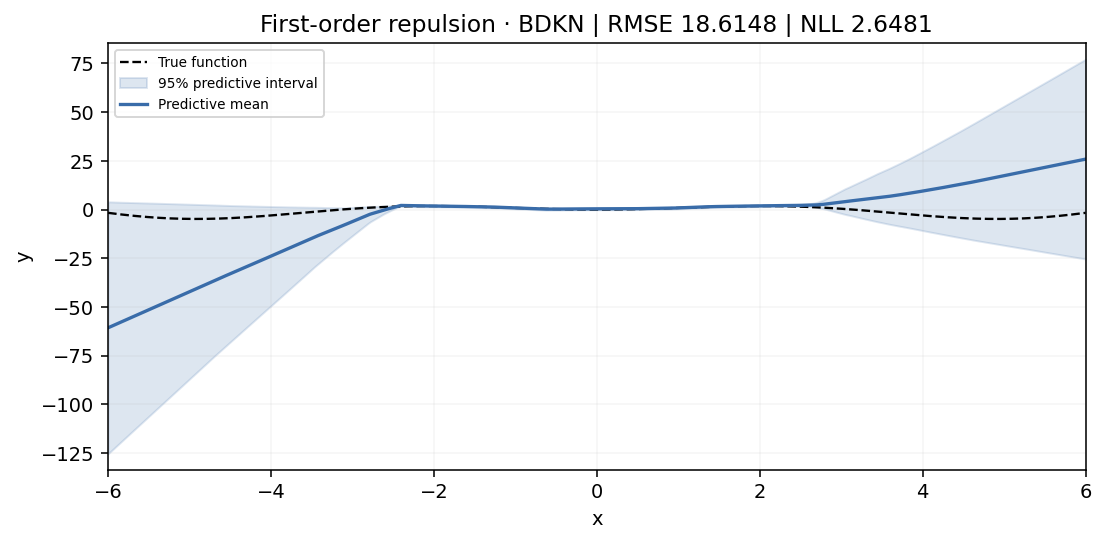 First-order repulsion · BDKN | RMSE 18.6148 | NLL 2.6481
True function
95% predictive interval
Predictive mean
75
50
25
0
−25
−50
−75
−100
−125
y
−6
−4
−2
0
2
4
6
x